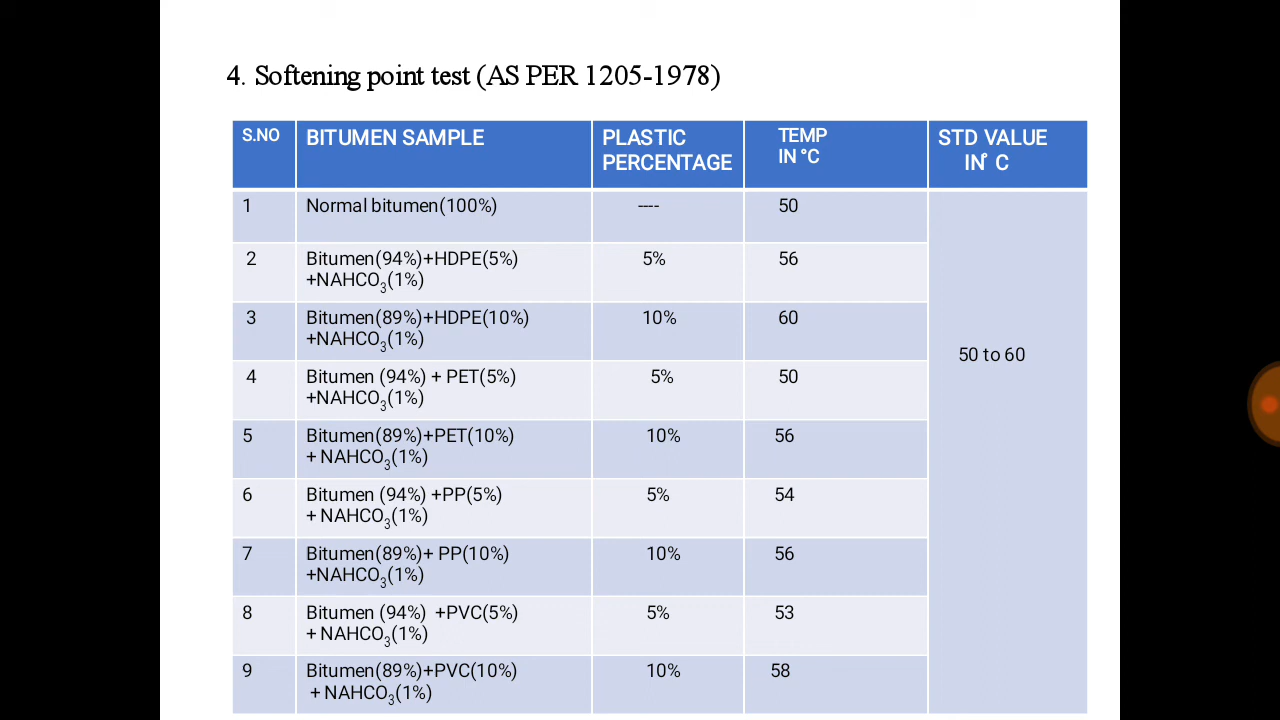 4. Softening point test (AS PER 1205-1978)
S.NO BITUMEN SAMPLE PLASTIC PERCENTAGE TEMP IN °C STD VALUE IN° C
1 Normal bitumen(100%) ---- 50
2 Bitumen(94%)+HDPE(5%) 5% 56
+NAHCO3(1%)
3 Bitumen(89%)+HDPE(10%) 10% 60
+NAHCO3(1%)
50 to 60
4 Bitumen (94%) + PET(5%) 5% 50
+NAHCO3(1%)
5 Bitumen(89%)+PET(10%) 10% 56
+ NAHCO3(1%)
6 Bitumen (94%) +PP(5%) 5% 54
+ NAHCO3(1%)
7 Bitumen(89%)+ PP(10%) 10% 56
+NAHCO3(1%)
8 Bitumen (94%) +PVC(5%) 5% 53
+ NAHCO3(1%)
9 Bitumen(89%)+PVC(10%) 10% 58
+ NAHCO3(1%)